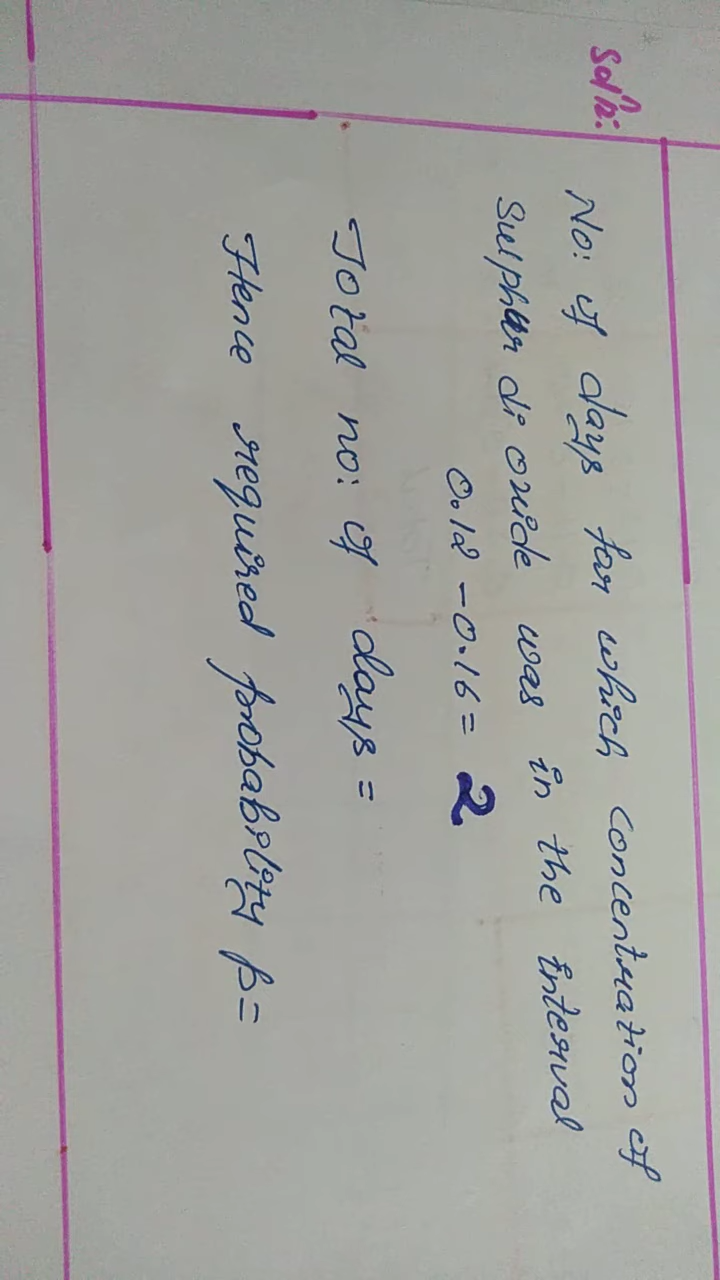 Sol'n:
No: of days for which concentration of
Sulphur di oxide was in the interval
0.12 - 0.16 = 2
Total no: of days =
Hence required probability p =